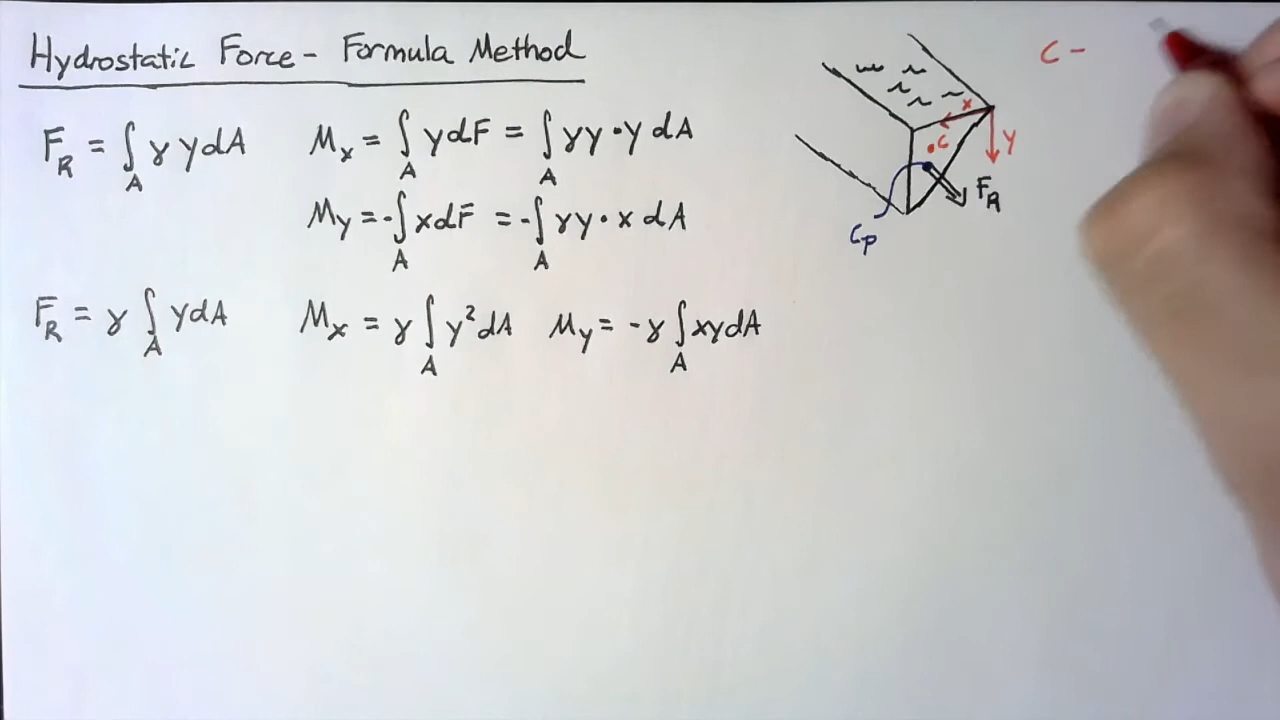 Hydrostatic Force - Formula Method
F_R = ∫_A γ y dA    M_x = ∫_A y dF = ∫_A γy • y dA
M_y = -∫_A x dF = -∫_A γy • x dA
F_R = γ ∫_A y dA    M_x = γ ∫_A y² dA    M_y = -γ ∫_A xy dA
C -
x
C
y
F_R
C_P